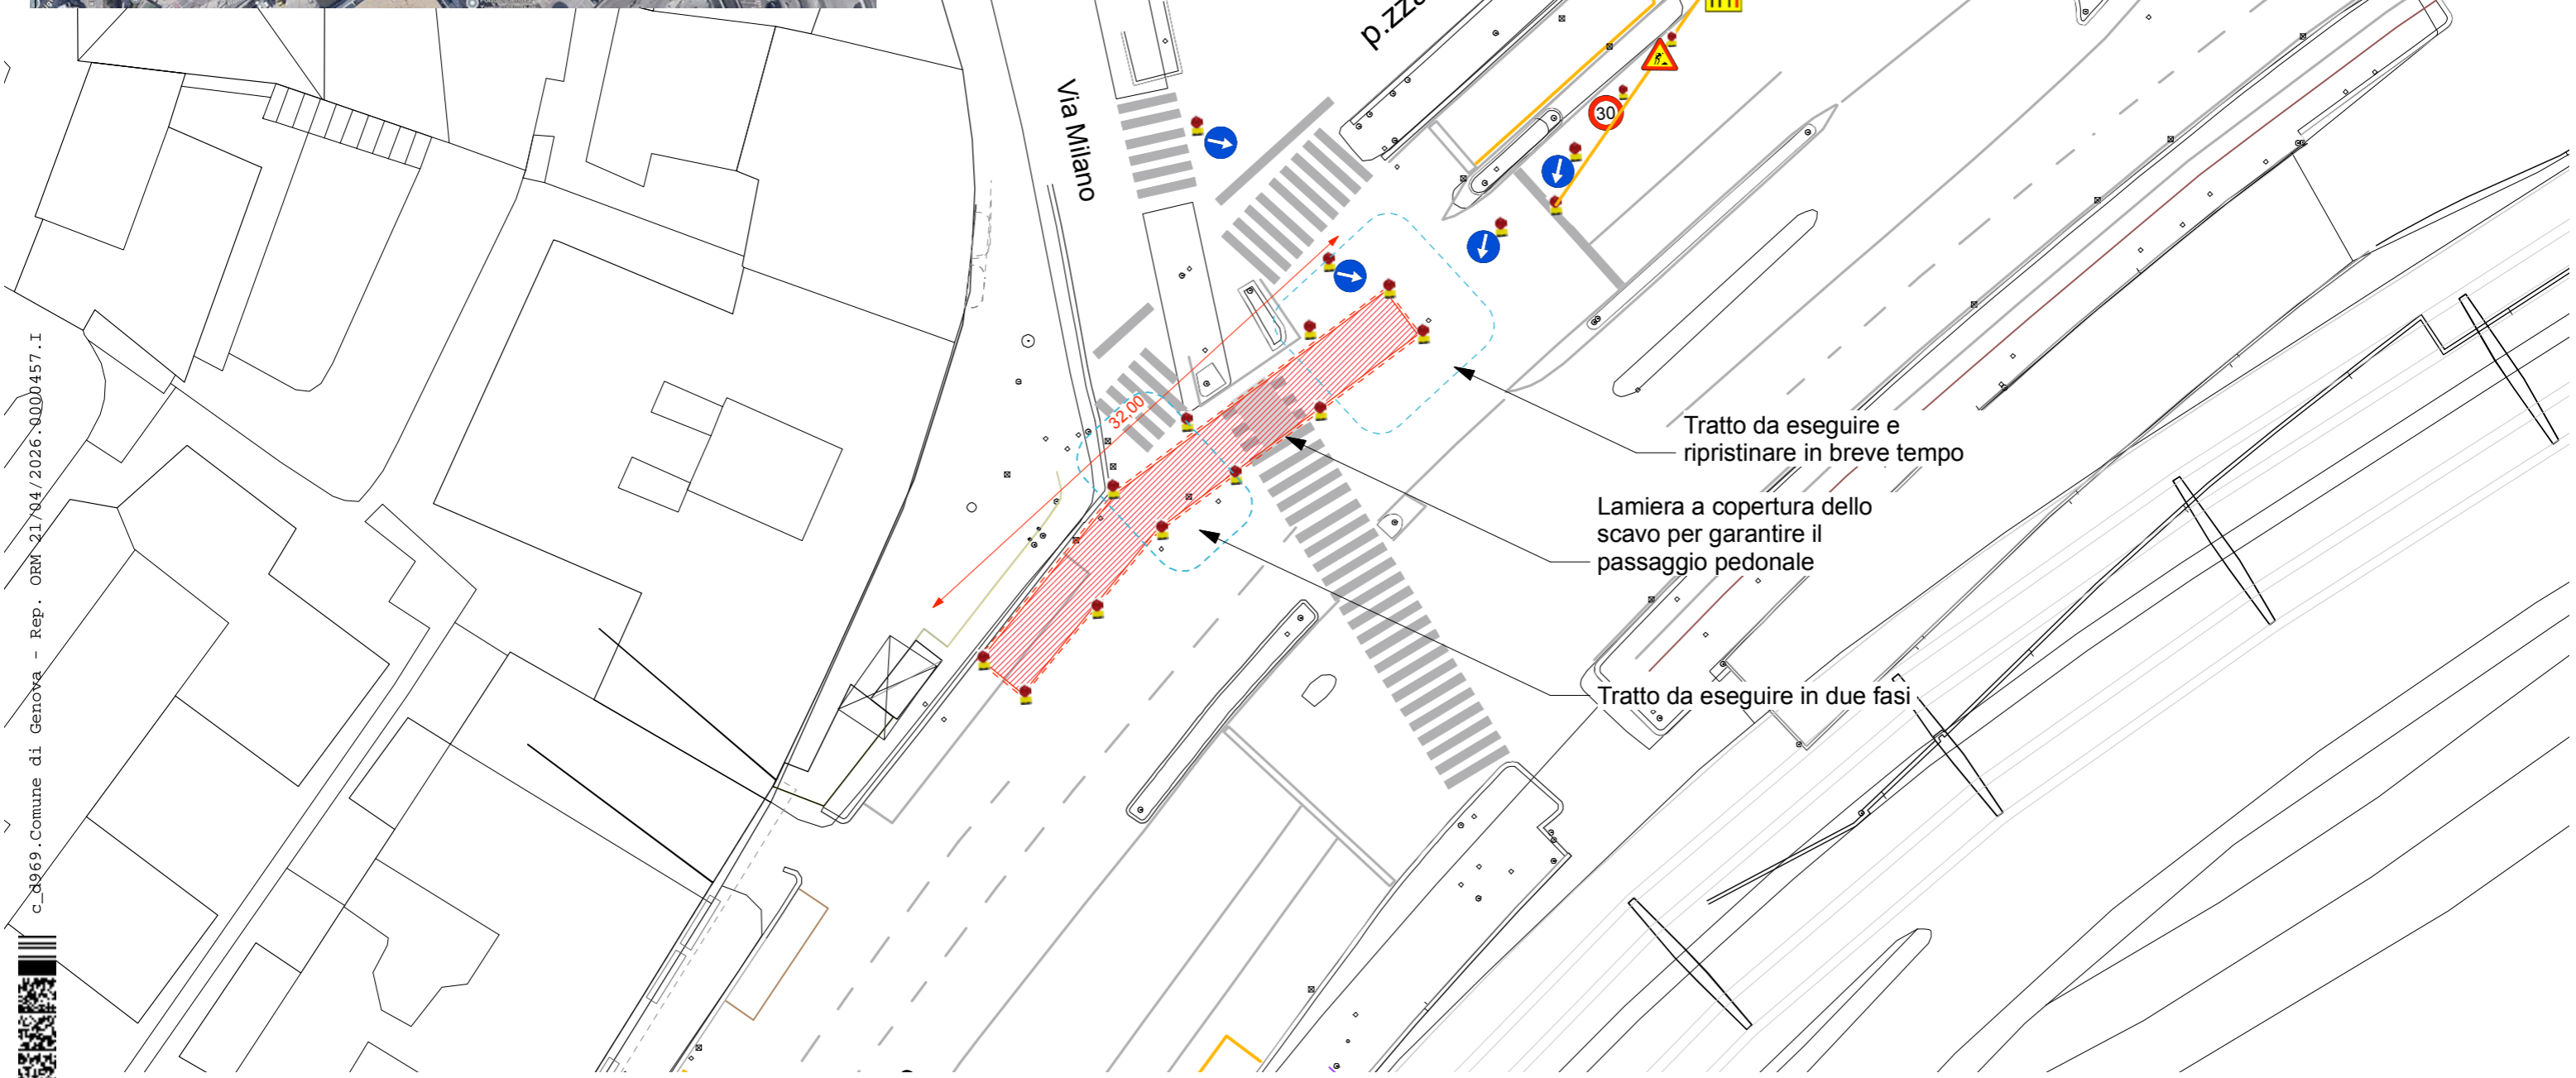 p.zza
Via Milano
30
32,00
Tratto da eseguire e
ripristinare in breve tempo
Lamiera a copertura dello
scavo per garantire il
passaggio pedonale
Tratto da eseguire in due fasi
c_d969.Comune di Genova - Rep. ORM 21/04/2026.0000457.I